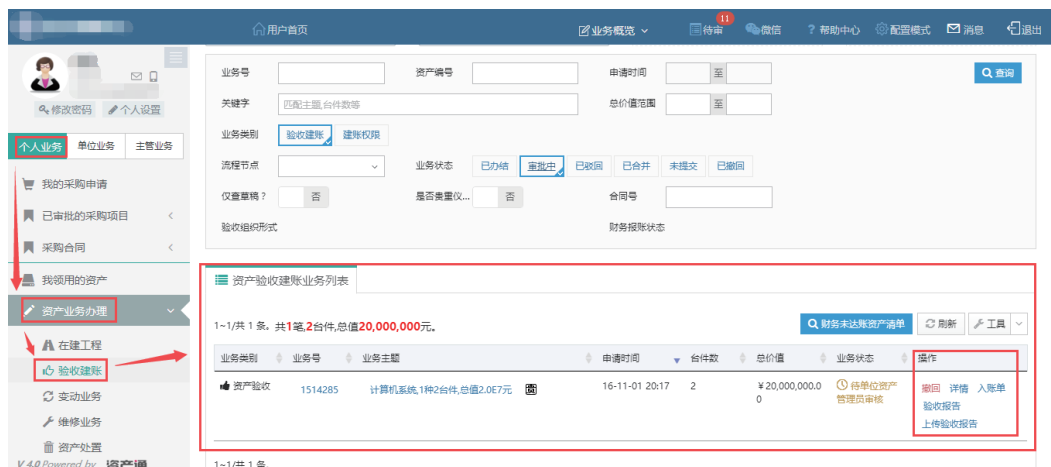 用户首页 业务概览 待审 11 微信 ? 帮助中心 配置模式 消息 退出
修改密码 个人设置
个人业务 单位业务 主管业务
我的采购申请
已审批的采购项目
采购合同
我领用的资产
资产业务办理
在建工程
验收建账
变动业务
维修业务
资产处置
V 4.0 Powered by 资产通
业务号 资产编号 申请时间 至 查询
关键字 匹配主题,台件数等 总价值范围 至
业务类别 验收建账 建账权限
流程节点 业务状态 已办结 审批中 已驳回 已合并 未提交 已撤回
仅查草稿? 否 是否贵重仪... 否 合同号
验收组织形式 财务报账状态
资产验收建账业务列表
1~1/共 1 条。共1笔,2台件,总值20,000,000元。 财务未达账资产清单 刷新 工具
业务类别 业务号 业务主题 申请时间 台件数 总价值 业务状态 操作
资产验收 1514285 计算机系统,1种2台件,总值2.0E7元 16-11-01 20:17 2 ￥20,000,000.0 待单位资产 撤回 详情 入账单
0 管理员审核 验收报告
上传验收报告
1~1/共 1 条。